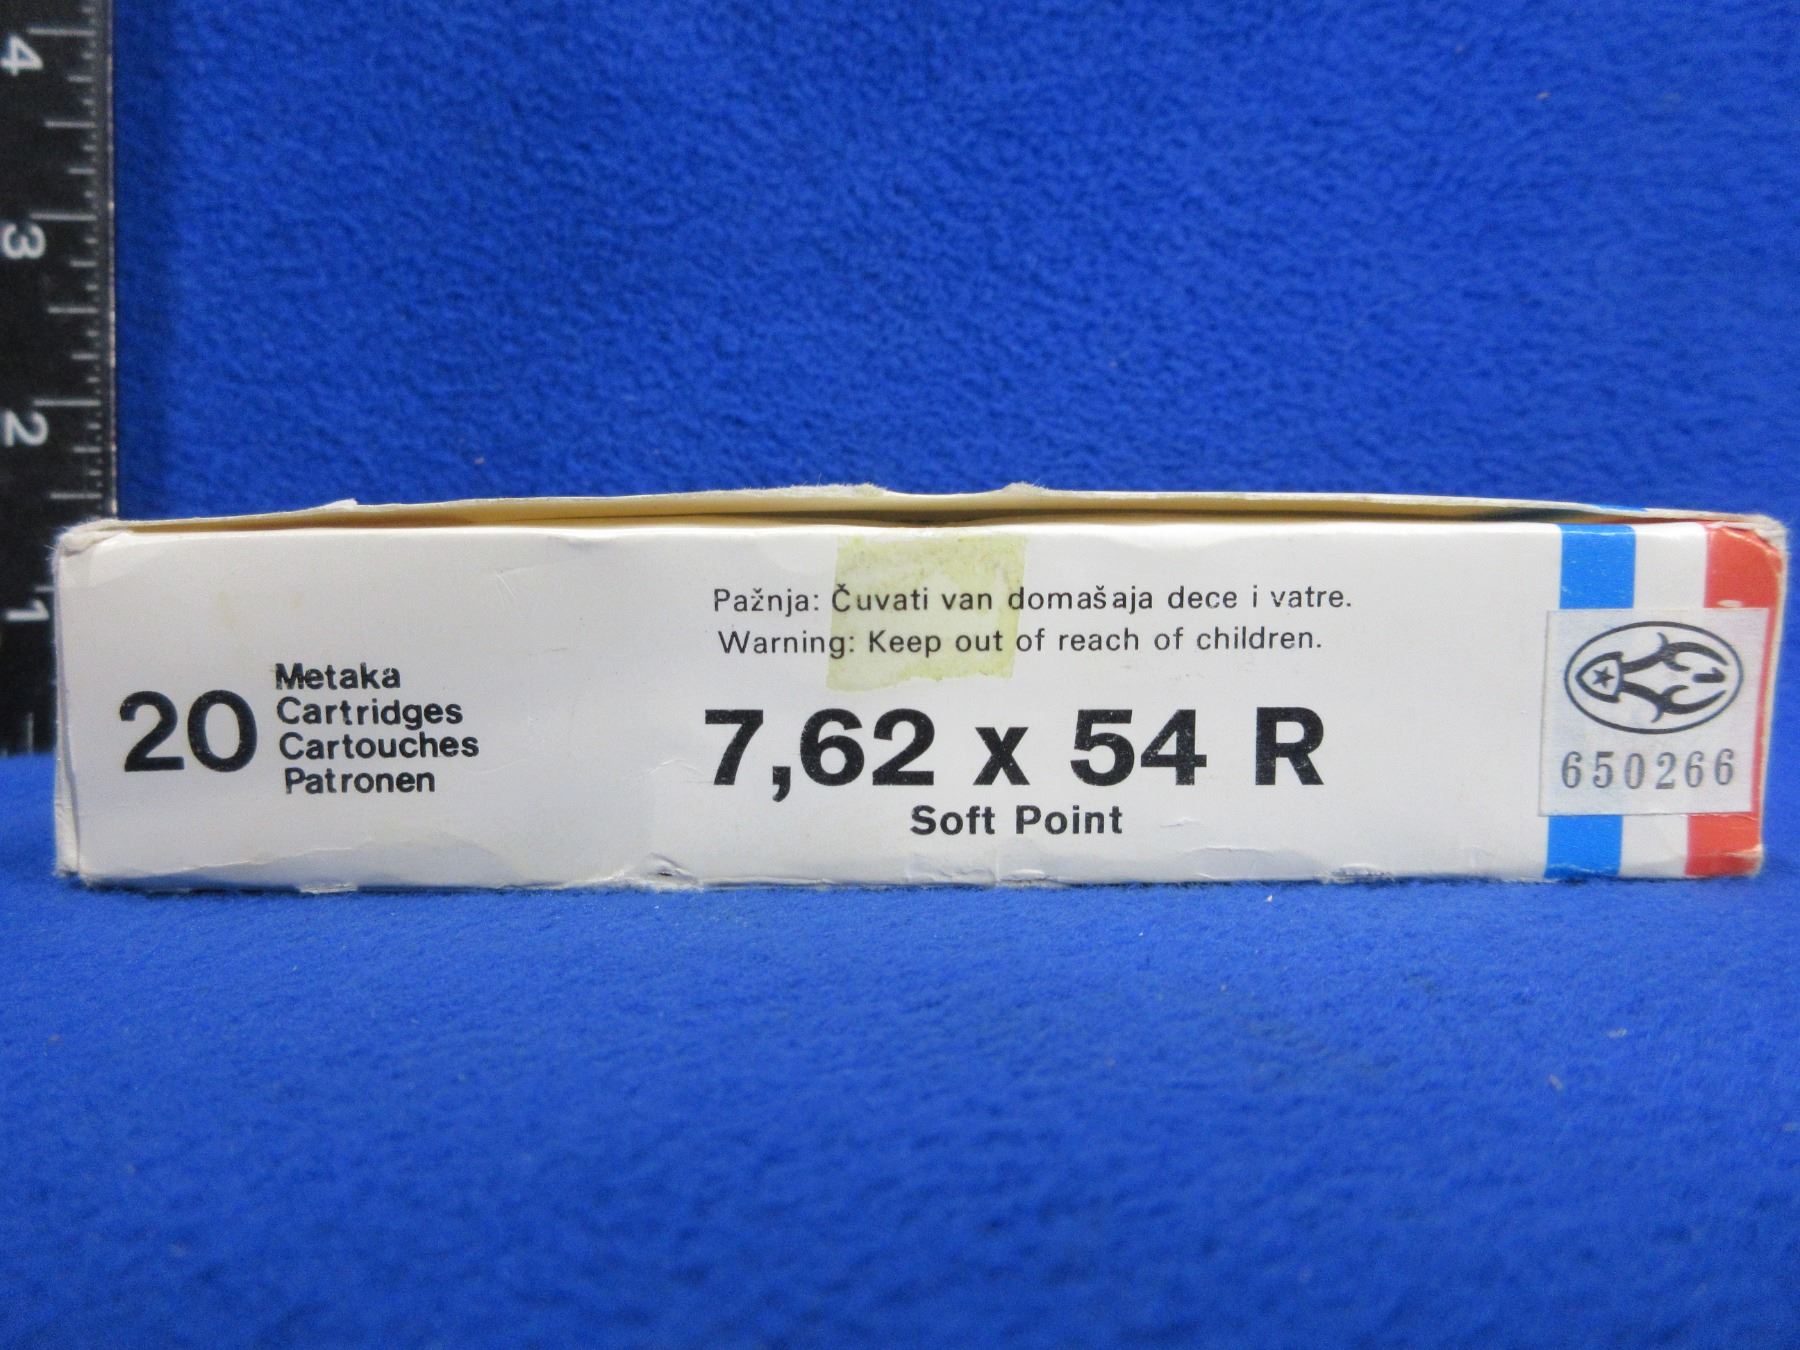 4
3
2
1
Pažnja: Čuvati van domašaja dece i vatre.
Warning: Keep out of reach of children.
20
Metaka
Cartridges
Cartouches
Patronen
7,62 x 54 R
Soft Point
650266